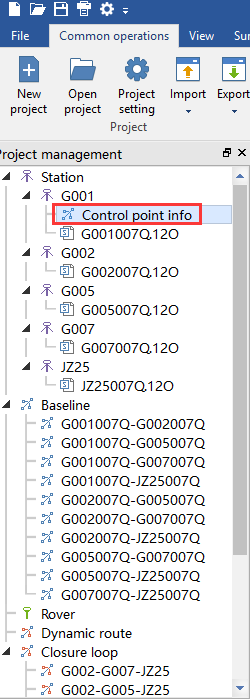 File
Common operations
View
Sur
New project
Open project
Project setting
Import
Export
Project
Project management
Station
G001
Control point info
G001007Q.12O
G002
G002007Q.12O
G005
G005007Q.12O
G007
G007007Q.12O
JZ25
JZ25007Q.12O
Baseline
G001007Q-G002007Q
G001007Q-G005007Q
G001007Q-G007007Q
G001007Q-JZ25007Q
G002007Q-G005007Q
G002007Q-G007007Q
G002007Q-JZ25007Q
G005007Q-G007007Q
G005007Q-JZ25007Q
G007007Q-JZ25007Q
Rover
Dynamic route
Closure loop
G002-G007-JZ25
G002-G005-JZ25